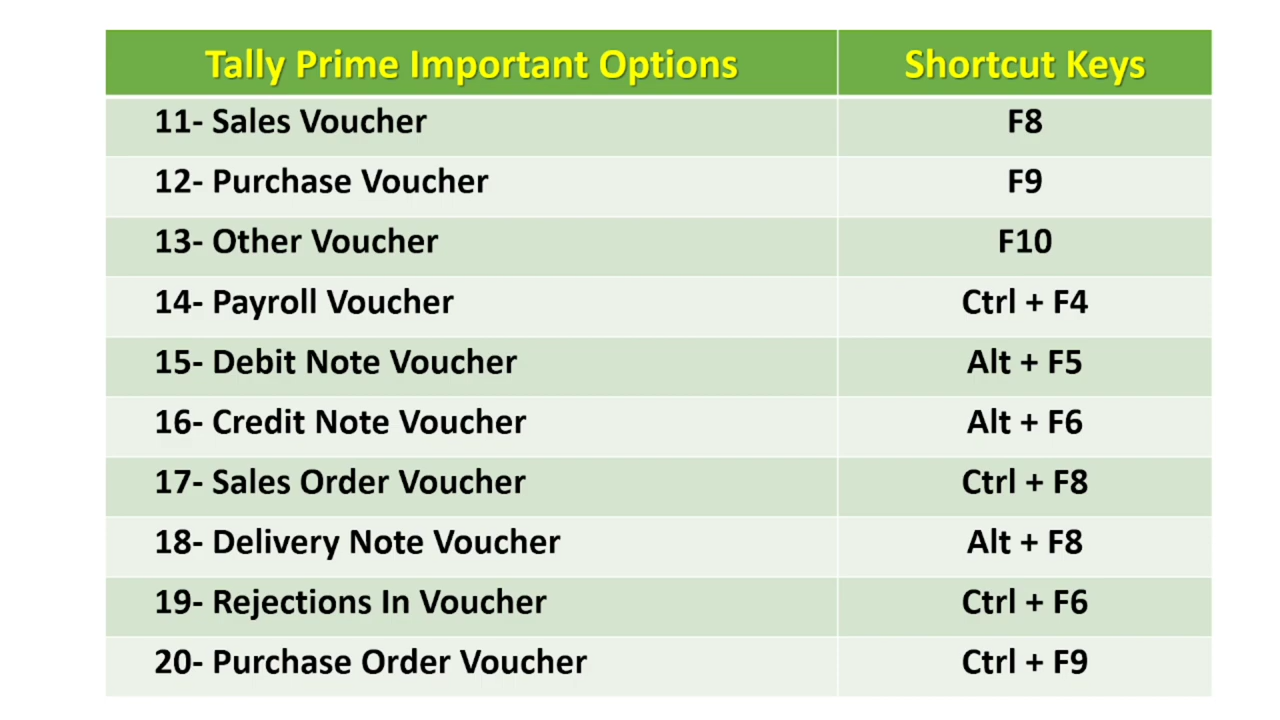 Tally Prime Important Options Shortcut Keys
11- Sales Voucher F8
12- Purchase Voucher F9
13- Other Voucher F10
14- Payroll Voucher Ctrl + F4
15- Debit Note Voucher Alt + F5
16- Credit Note Voucher Alt + F6
17- Sales Order Voucher Ctrl + F8
18- Delivery Note Voucher Alt + F8
19- Rejections In Voucher Ctrl + F6
20- Purchase Order Voucher Ctrl + F9